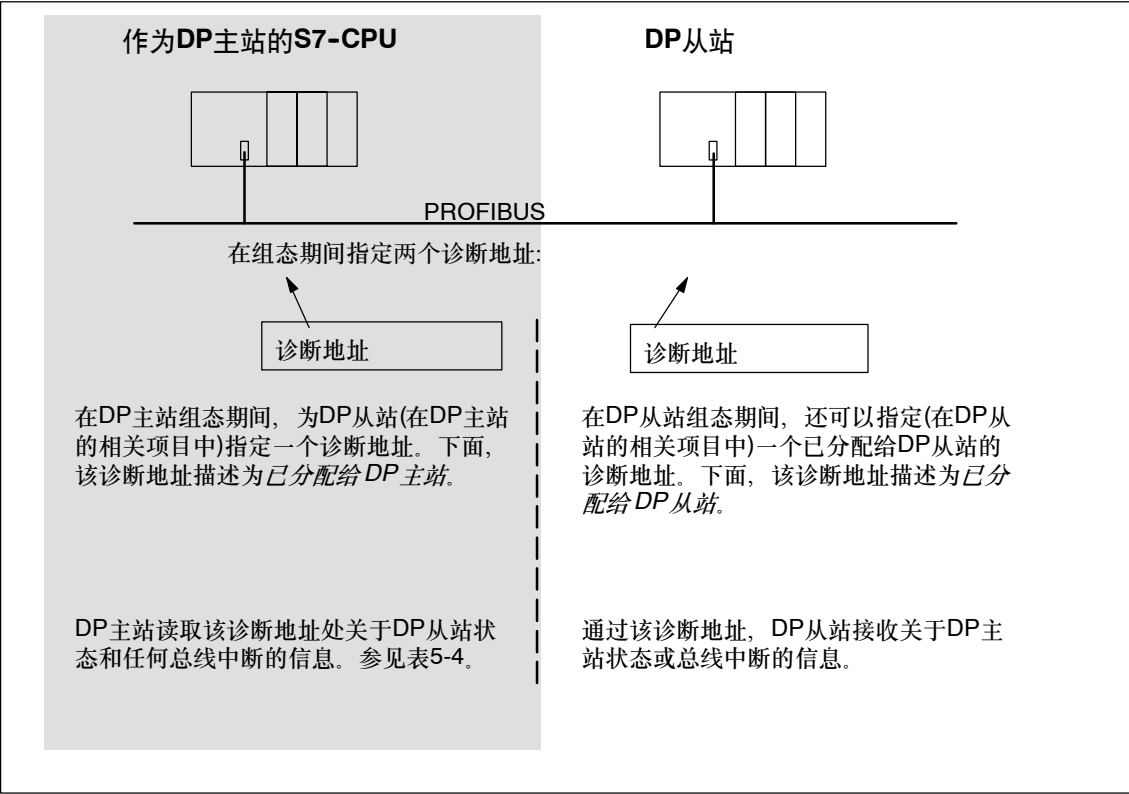 作为DP主站的S7-CPU
DP从站
PROFIBUS
在组态期间指定两个诊断地址:
诊断地址
诊断地址
在DP主站组态期间，为DP从站(在DP主站
的相关项目中)指定一个诊断地址。下面，
该诊断地址描述为已分配给 DP 主站。
在DP从站组态期间，还可以指定(在DP从
站的相关项目中)一个已分配给DP从站的
诊断地址。下面，该诊断地址描述为已分
配给 DP 从站。
DP主站读取该诊断地址处关于DP从站状
态和任何总线中断的信息。参见表5-4。
通过该诊断地址，DP从站接收关于DP主
站状态或总线中断的信息。